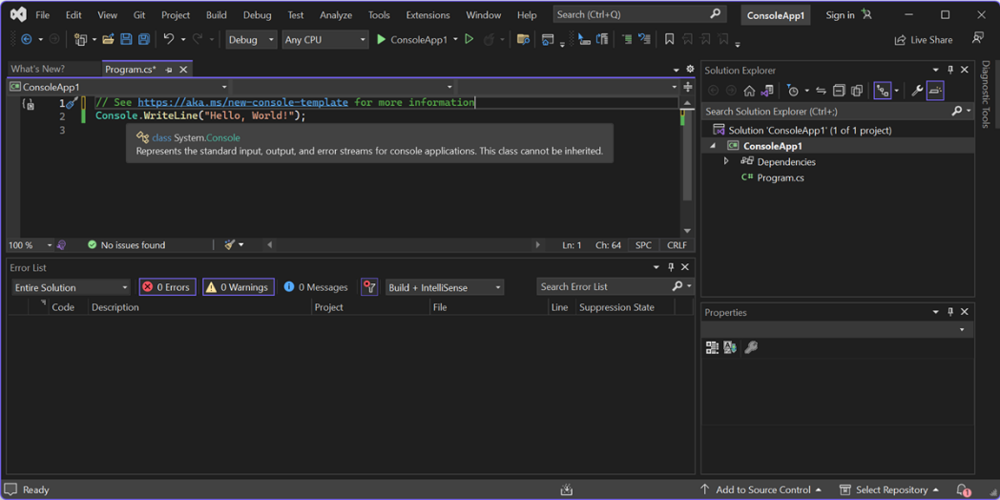 File Edit View Git Project Build Debug Test Analyze Tools Extensions Window Help Search (Ctrl+Q) ConsoleApp1 Sign in
Debug Any CPU ConsoleApp1 Live Share
What's New? Program.cs*
ConsoleApp1
1 // See https://aka.ms/new-console-template for more information
2 Console.WriteLine("Hello, World!");
3
class System.Console
Represents the standard input, output, and error streams for console applications. This class cannot be inherited.
100 % No issues found Ln: 1 Ch: 64 SPC CRLF
Error List
Entire Solution 0 Errors 0 Warnings 0 Messages Build + IntelliSense Search Error List
Code Description Project File Line Suppression State
Solution Explorer
Search Solution Explorer (Ctrl+;)
Solution 'ConsoleApp1' (1 of 1 project)
C# ConsoleApp1
Dependencies
C# Program.cs
Properties
Diagnostic Tools
Ready Add to Source Control Select Repository 1